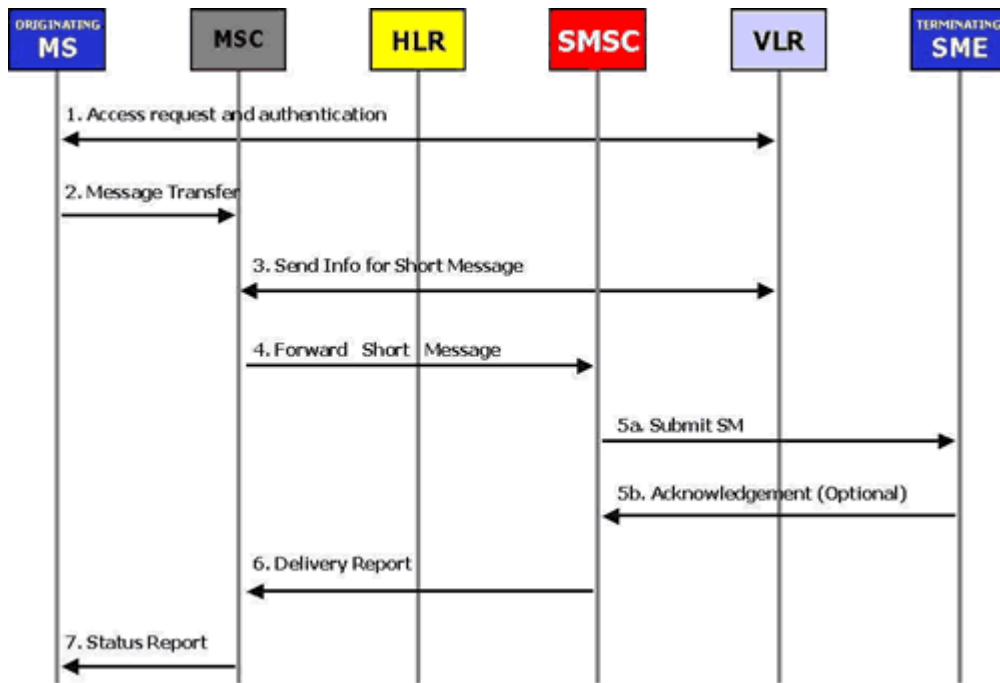 ORIGINATING
MS
MSC
HLR
SMSC
VLR
TERMINATING
SME
1. Access request and authentication
2. Message Transfer
3. Send Info for Short Message
4. Forward Short Message
5a. Submit SM
5b. Acknowledgement (Optional)
6. Delivery Report
7. Status Report